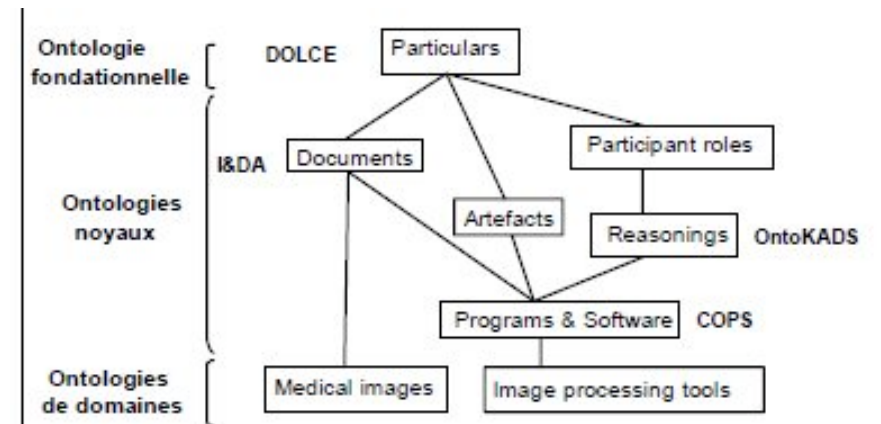 Ontologie
fondationnelle
DOLCE
Particulars
Ontologies
noyaux
I&DA
Documents
Participant roles
Artefacts
Reasonings
OntoKADS
Programs & Software
COPS
Ontologies
de domaines
Medical images
Image processing tools